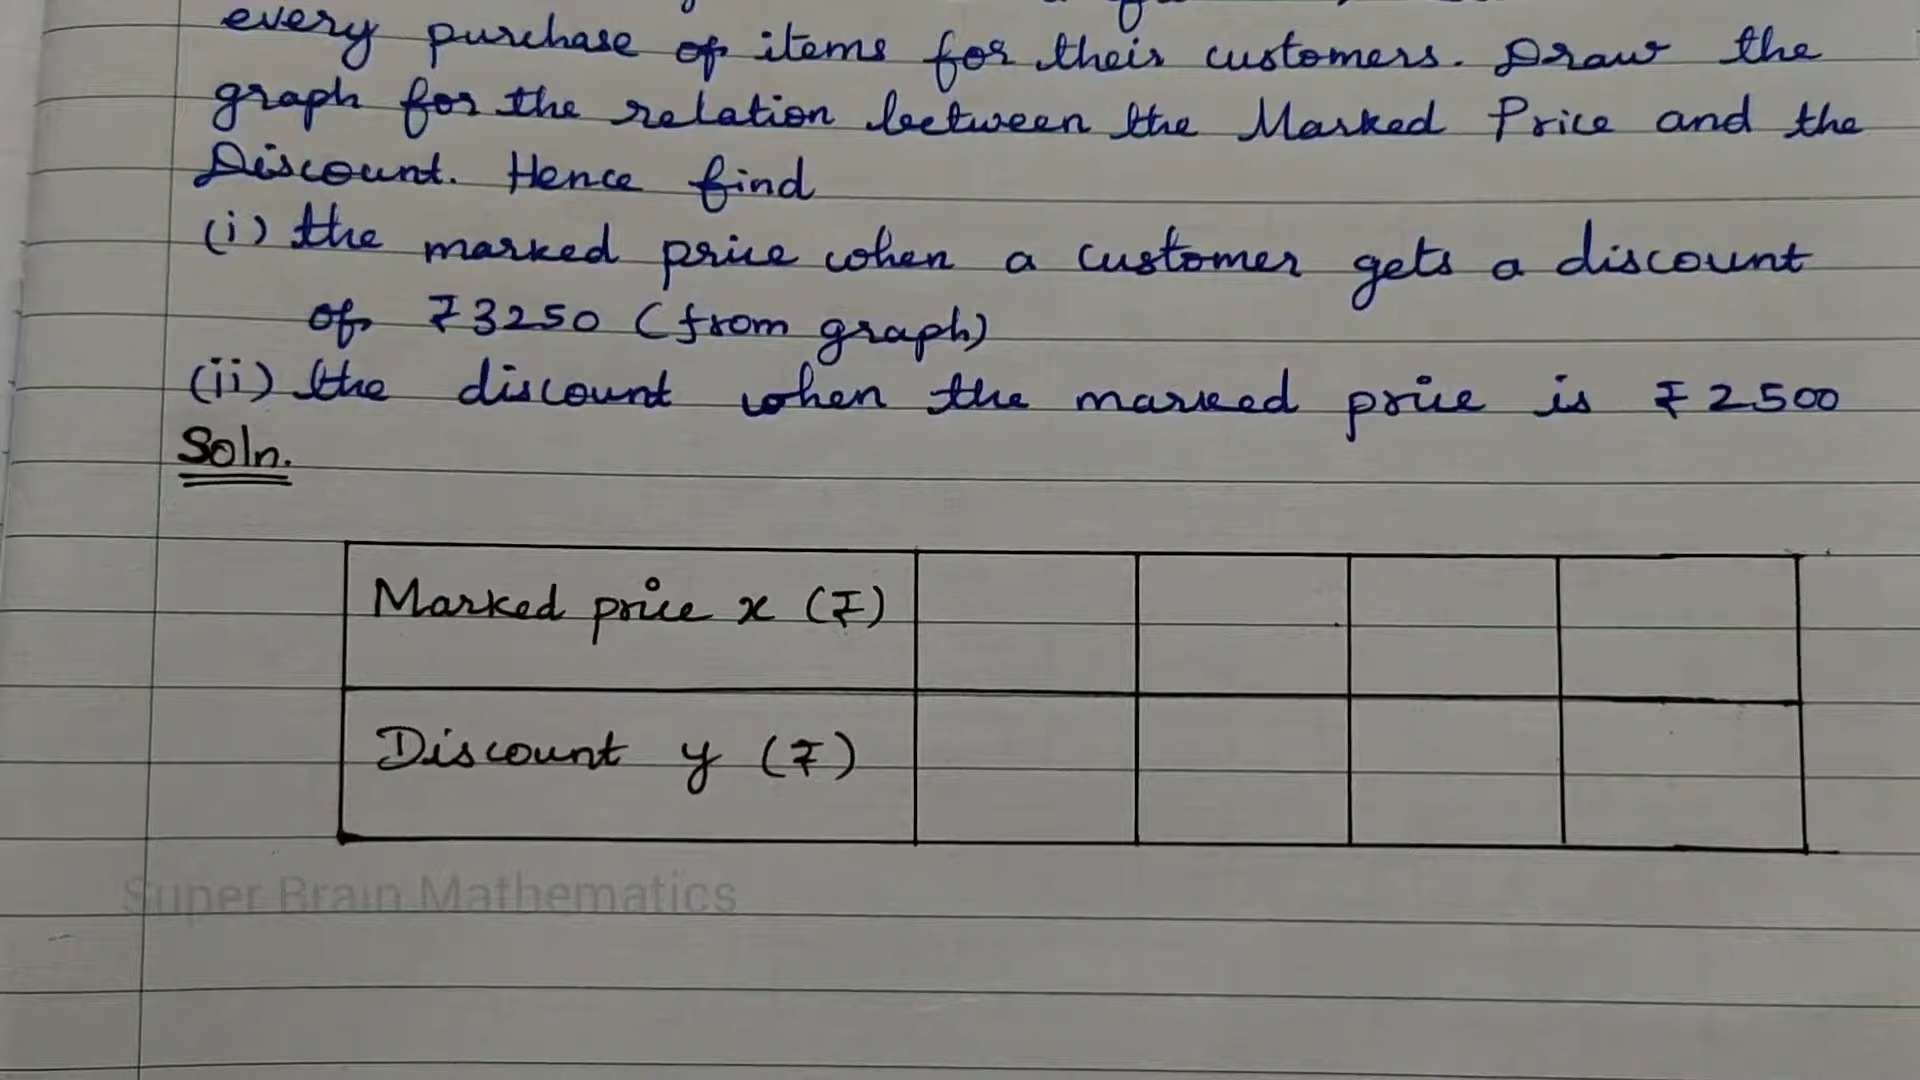 every purchase of items for their customers. Draw the
graph for the relation between the Marked Price and the
Discount. Hence find
(i) the marked price when a customer gets a discount
of ₹3250 (from graph)
(ii) the discount when the marked price is ₹2500
Soln.
Marked price x (₹)
Discount y (₹)
Super Brain Mathematics